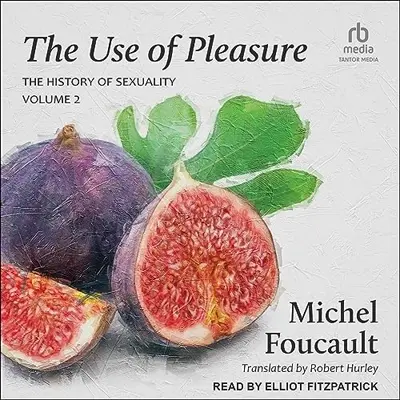 The Use of Pleasure
THE HISTORY OF SEXUALITY
VOLUME 2
rb
media
TANTOR MEDIA
Michel
Foucault
Translated by Robert Hurley
READ BY ELLIOT FITZPATRICK